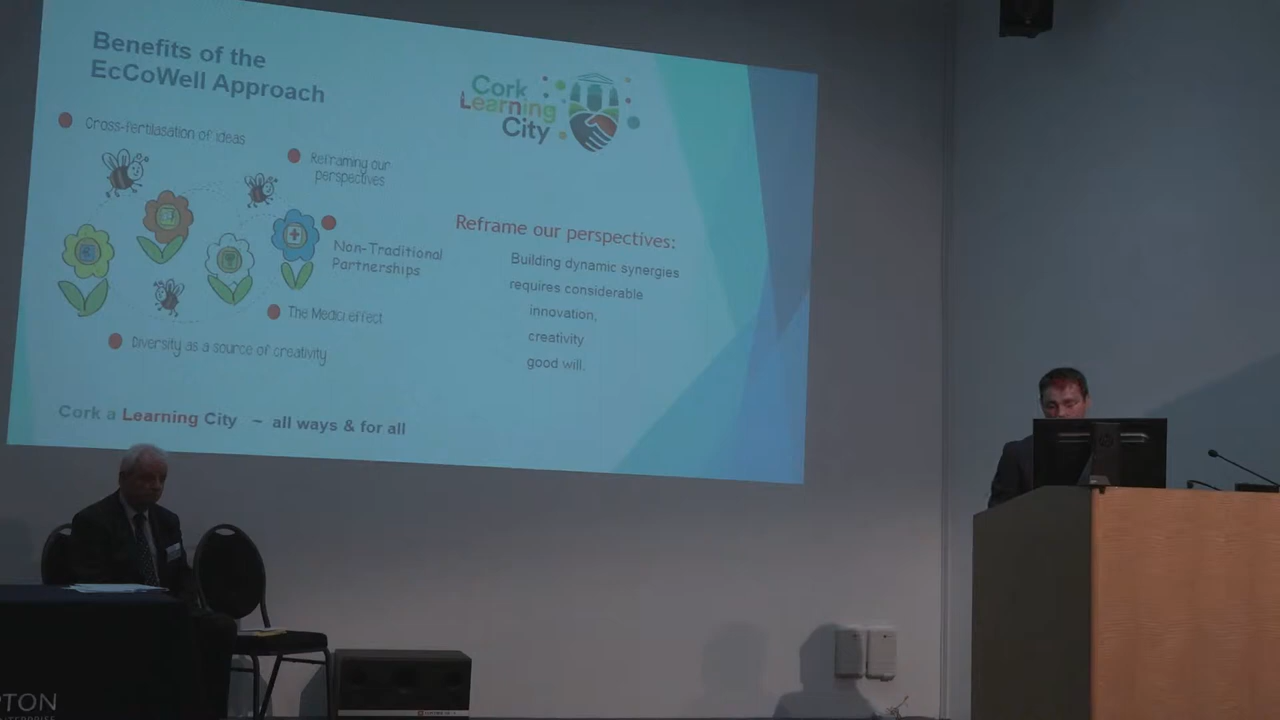 Benefits of the
EcCoWell Approach
Cork
Learning
City
Cross-fertilasation of ideas
Reframing our
perspectives
Non-Traditional
Partnerships
The Medici effect
Diversity as a source of creativity
Reframe our perspectives:
Building dynamic synergies
requires considerable
innovation,
creativity
good will.
Cork a Learning City – all ways & for all
PTON